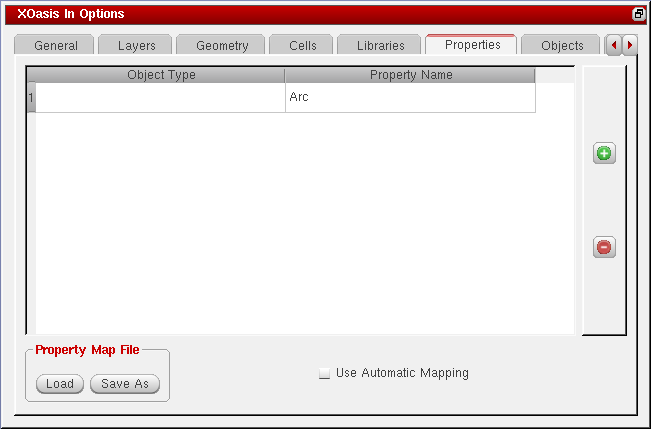 XOasis In Options
General Layers Geometry Cells Libraries Properties Objects
Object Type Property Name
1 Arc
Property Map File
Load Save As
Use Automatic Mapping